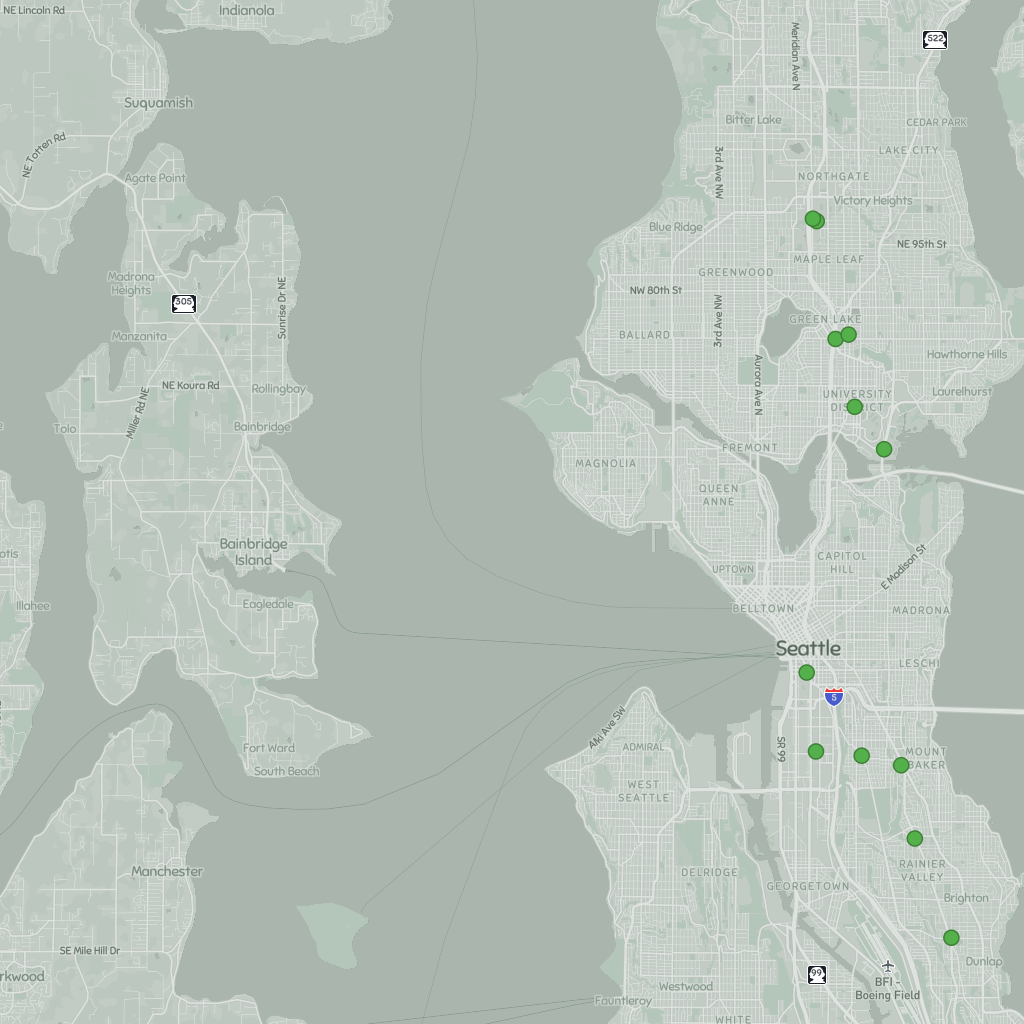 NE Lincoln Rd
Indianola
Meridian Ave N
522
Suquamish
Bitter Lake
CEDAR PARK
NE Totten Rd
LAKE CITY
3rd Ave NW
Agate Point
NORTHGATE
Victory Heights
Blue Ridge
NE 95th St
MAPLE LEAF
Madrona
Heights
GREENWOOD
305
Sunrise Dr NE
NW 80th St
3rd Ave NW
GREEN LAKE
Manzanita
BALLARD
Hawthorne Hills
NE Koura Rd
Rollingbay
Aurora Ave N
UNIVERSITY
DISTRICT
Laurelhurst
Miller Rd NE
Tolo
Bainbridge
FREMONT
MAGNOLIA
QUEEN
ANNE
Bainbridge
Island
otis
CAPITOL
HILL
UPTOWN
E Madison St
Illahee
Eagledale
BELLTOWN
MADRONA
Seattle
LESCHI
5
Alki Ave SW
Fort Ward
ADMIRAL
SR 99
MOUNT
BAKER
South Beach
WEST
SEATTLE
Manchester
DELRIDGE
RAINIER
VALLEY
GEORGETOWN
Brighton
SE Mile Hill Dr
Dunlap
rkwood
99
Westwood
BFI -
Boeing Field
Fauntleroy
WHITE